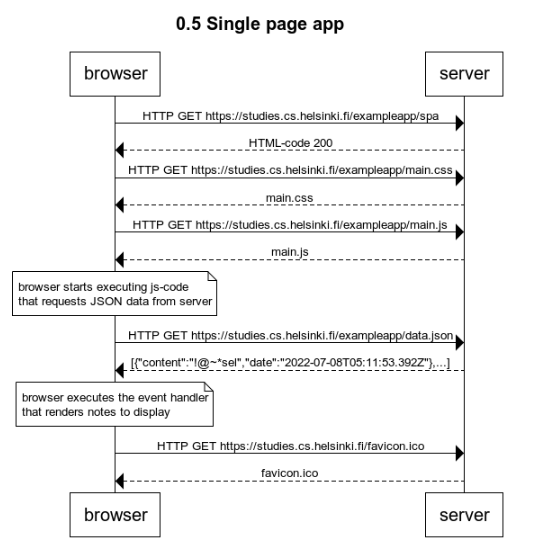 0.5 Single page app
browser
server
HTTP GET https://studies.cs.helsinki.fi/exampleapp/spa
HTML-code 200
HTTP GET https://studies.cs.helsinki.fi/exampleapp/main.css
main.css
HTTP GET https://studies.cs.helsinki.fi/exampleapp/main.js
main.js
browser starts executing js-code
that requests JSON data from server
HTTP GET https://studies.cs.helsinki.fi/exampleapp/data.json
[{"content":"!@~*sel","date":"2022-07-08T05:11:53.392Z"},...]
browser executes the event handler
that renders notes to display
HTTP GET https://studies.cs.helsinki.fi/favicon.ico
favicon.ico
browser
server